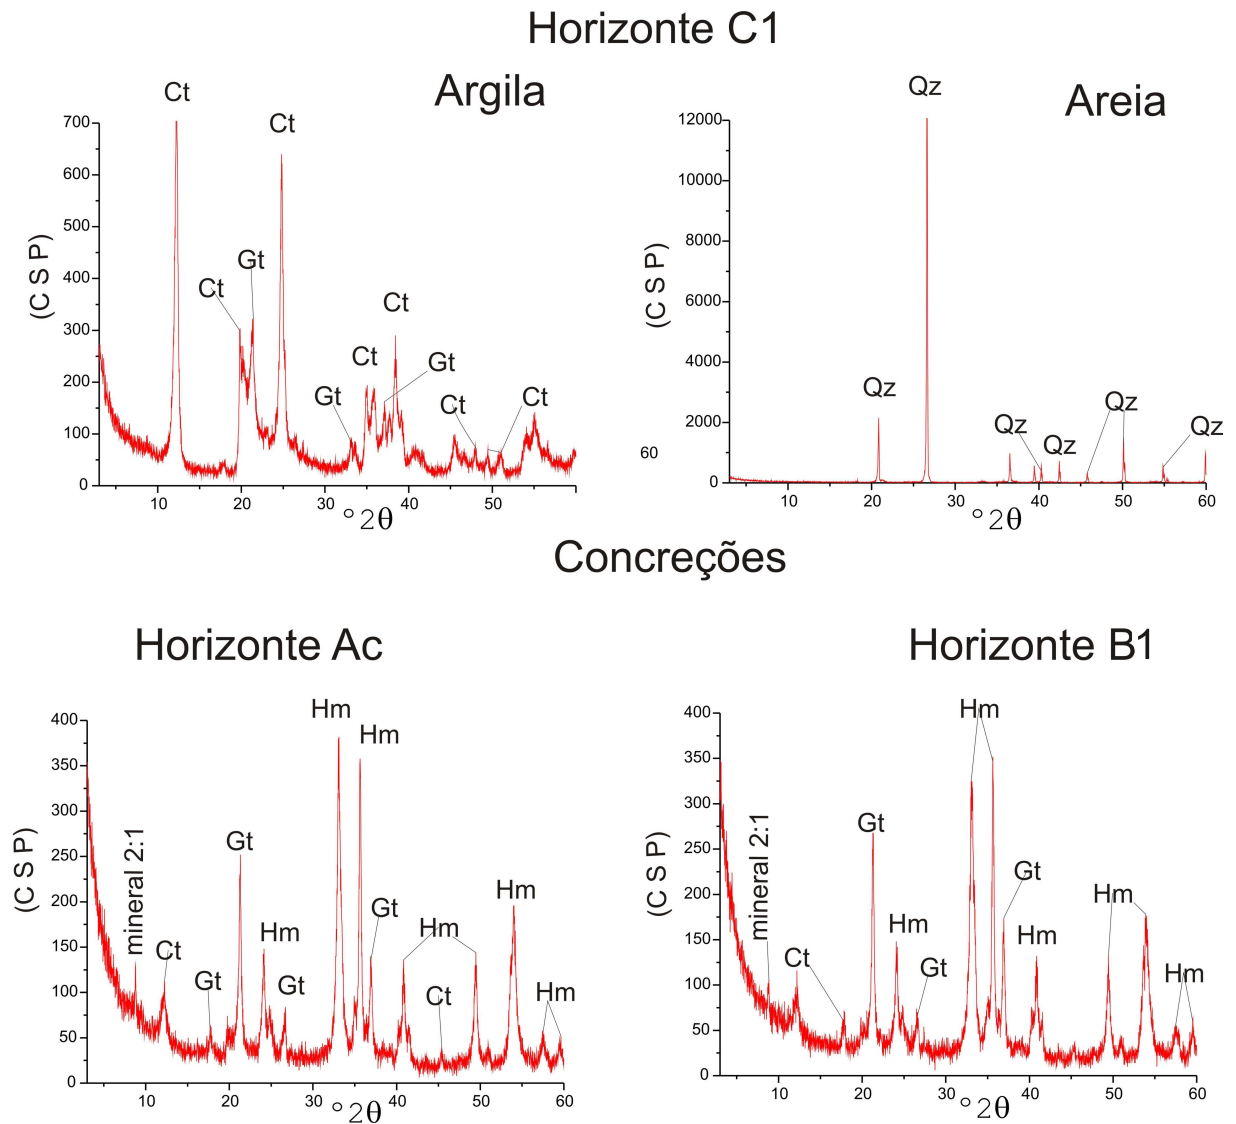 Horizonte C1
Argila
Areia
(C S P)
700
600
500
400
300
200
100
0
10
20
30
40
50
60
°2θ
Ct
Ct
Gt
Ct
Gt
Ct
Ct
Gt
Ct
Ct
(C S P)
12000
10000
8000
6000
4000
2000
0
10
20
30
40
50
60
°2θ
Qz
Qz
Qz
Qz
Qz
Qz
Concreções
Horizonte Ac
Horizonte B1
(C S P)
400
350
300
250
200
150
100
50
0
10
20
30
40
50
60
°2θ
mineral 2:1
Ct
Gt
Gt
Hm
Gt
Hm
Hm
Gt
Hm
Ct
Hm
Hm
(C S P)
400
350
300
250
200
150
100
50
0
10
20
30
40
50
60
°2θ
mineral 2:1
Ct
Gt
Hm
Gt
Hm
Gt
Hm
Hm
Hm